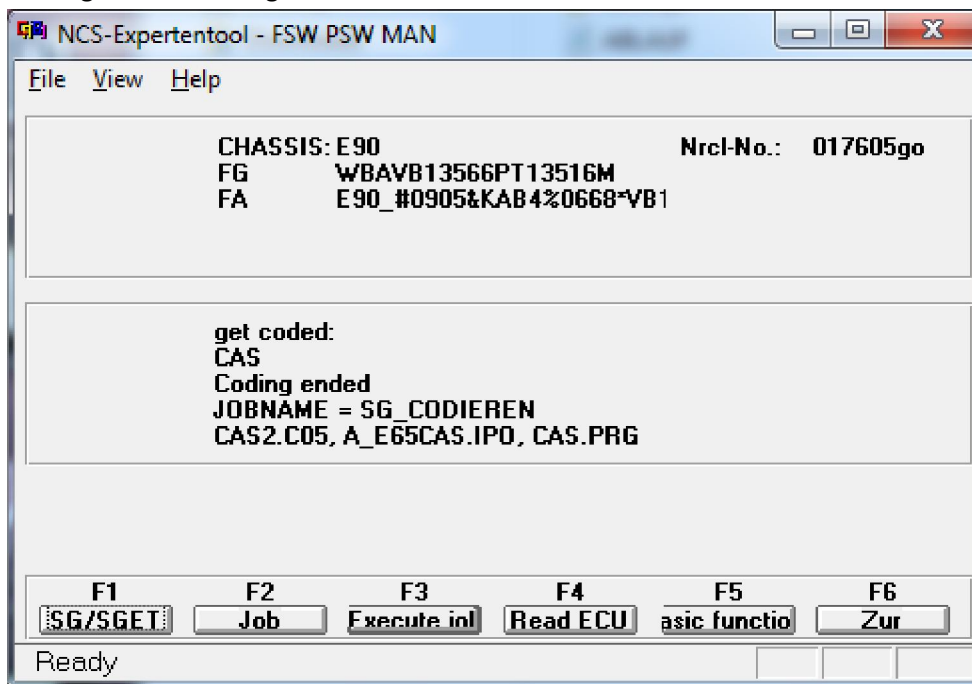 NCS-Expertentool - FSW PSW MAN
File View Help
CHASSIS: E90 Nrcl-No.: 017605go
FG WBAVB13566PT13516M
FA E90_#0905&KAB4%0668*VB1
get coded:
CAS
Coding ended
JOBNAME = SG_CODIEREN
CAS2.C05, A_E65CAS.IPO, CAS.PRG
F1 F2 F3 F4 F5 F6
SG/SGET Job Execute jol Read ECU asic functio Zur
Ready